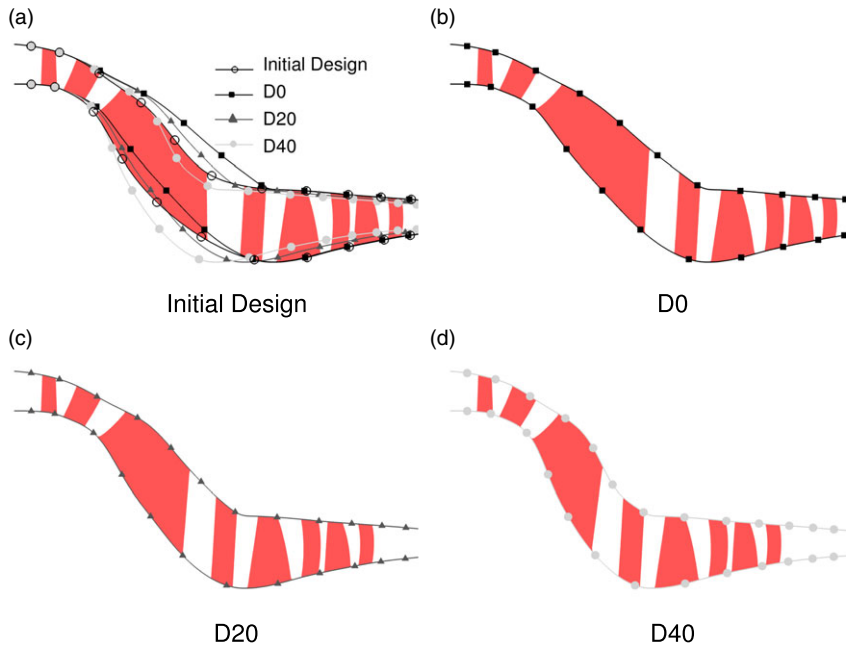 (a)
Initial Design
D0
D20
D40
Initial Design
(b)
D0
(c)
D20
(d)
D40